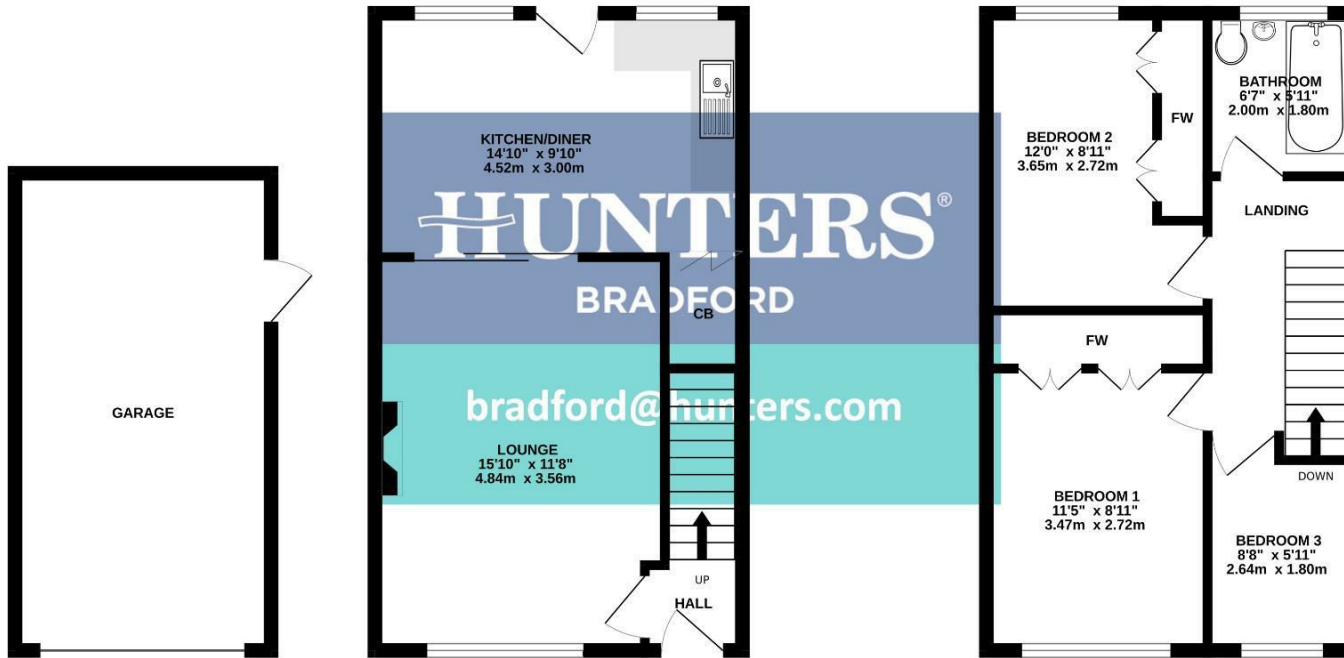 GARAGE
KITCHEN/DINER
14'10" x 9'10"
4.52m x 3.00m
HUNTERS®
BRADFORD
CB
bradford@hunters.com
LOUNGE
15'10" x 11'8"
4.84m x 3.56m
UP
HALL
BEDROOM 2
12'0" x 8'11"
3.65m x 2.72m
FW
BATHROOM
6'7" x 5'11"
2.00m x 1.80m
LANDING
FW
BEDROOM 1
11'5" x 8'11"
3.47m x 2.72m
DOWN
BEDROOM 3
8'8" x 5'11"
2.64m x 1.80m